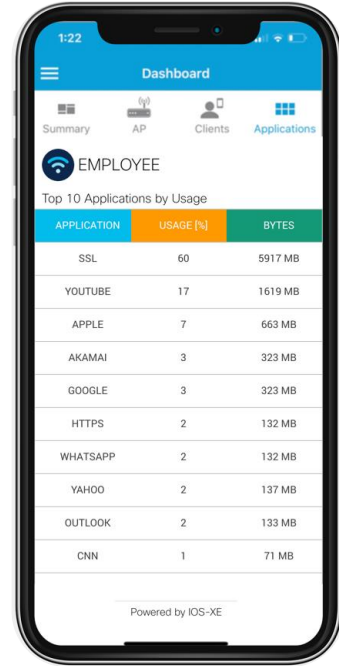 1:22
Dashboard
Summary AP Clients Applications
EMPLOYEE
Top 10 Applications by Usage
APPLICATION USAGE [%] BYTES
SSL 60 5917 MB
YOUTUBE 17 1619 MB
APPLE 7 663 MB
AKAMAI 3 323 MB
GOOGLE 3 323 MB
HTTPS 2 132 MB
WHATSAPP 2 132 MB
YAHOO 2 137 MB
OUTLOOK 2 133 MB
CNN 1 71 MB
Powered by IOS-XE